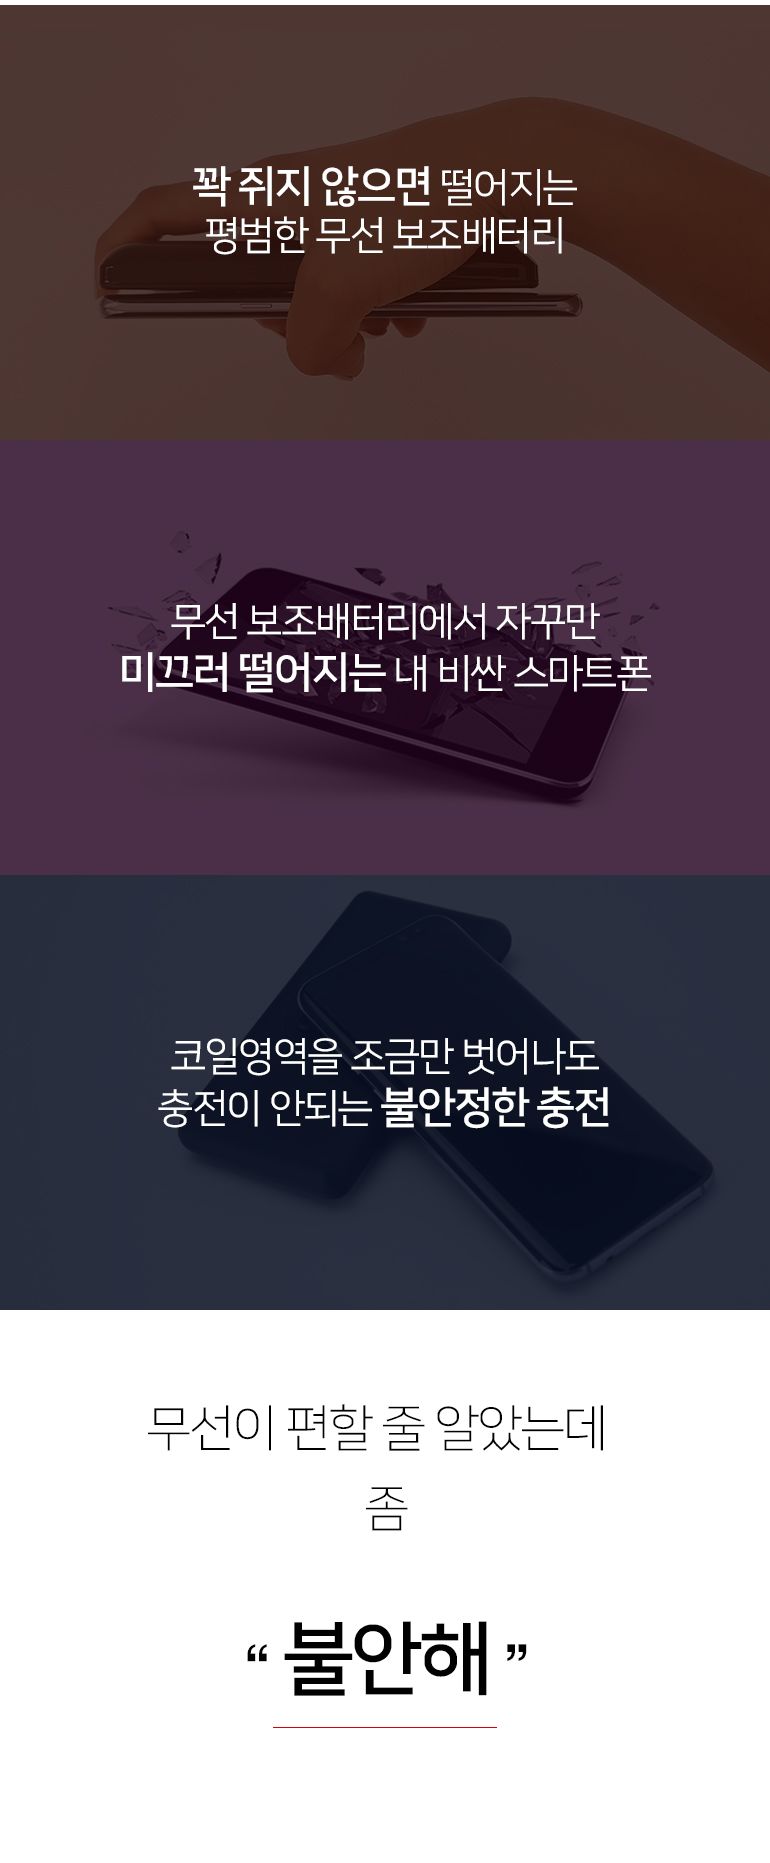 꽉 쥐지 않으면 떨어지는
평범한 무선 보조배터리
무선 보조배터리에서 자꾸만
미끄러 떨어지는 내 비싼 스마트폰
코일영역을 조금만 벗어나도
충전이 안되는 불안정한 충전
무선이 편할 줄 알았는데
좀
“ 불안해 ”